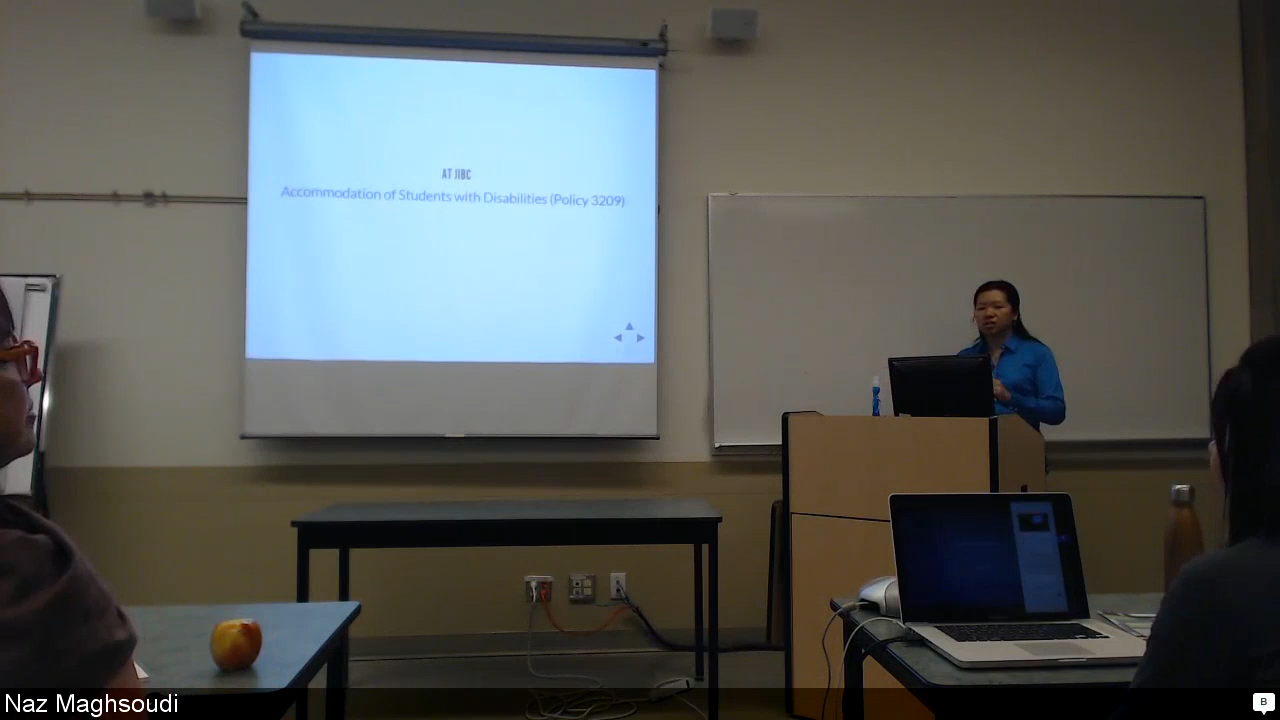 AT JIBC
Accommodation of Students with Disabilities (Policy 3209)
Naz Maghsoudi
B